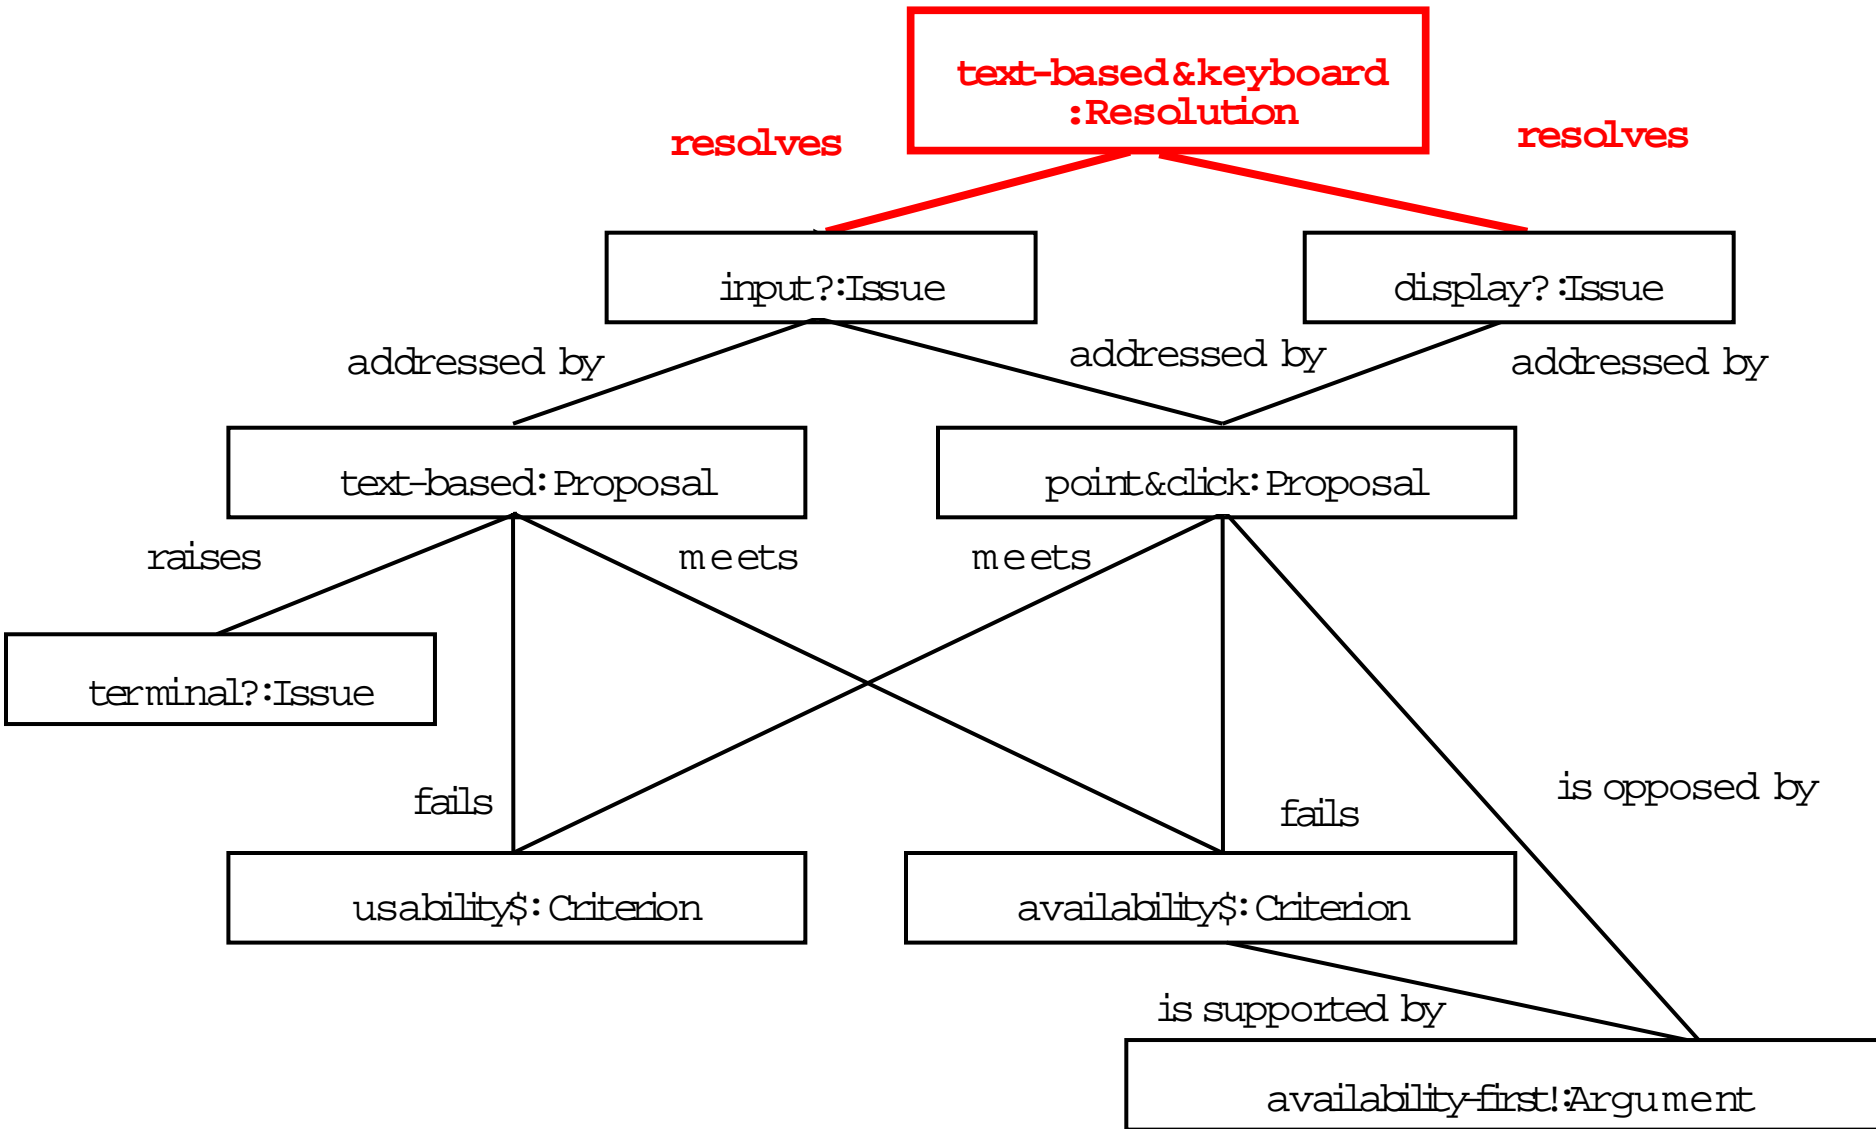 text-based&keyboard
:Resolution
resolves
resolves
input?:Issue
display?:Issue
addressed by
addressed by
addressed by
text-based:Proposal
point&click:Proposal
raises
meets
meets
terminal?:Issue
fails
fails
is opposed by
usability$:Criterion
availability$:Criterion
is supported by
availability-first!:Argument